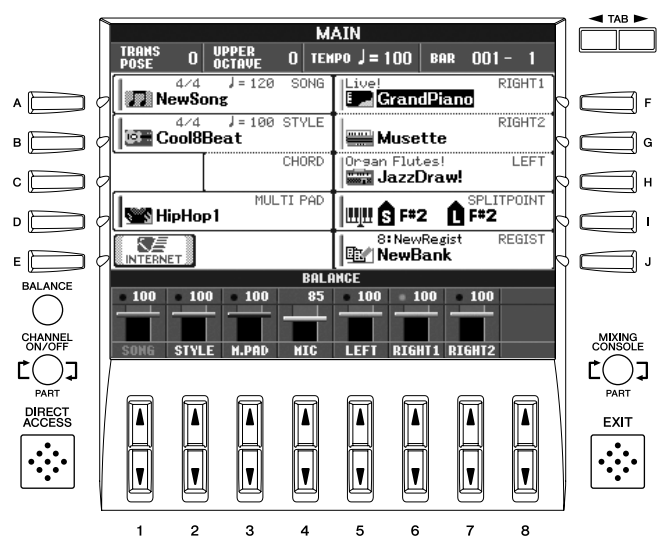 MAIN
TAB
TRANS POSE 0 UPPER OCTAVE 0 TEMPO ♩=100 BAR 001 - 1
4/4 ♩=120 SONG
NewSong
Live! RIGHT1
GrandPiano
4/4 ♩=100 STYLE
Cool8Beat
RIGHT2
Musette
CHORD
Organ Flutes! LEFT
JazzDraw!
MULTI PAD
HipHop1
SPLITPOINT
S F#2 L F#2
INTERNET
8:NewRegist REGIST
NewBank
A
B
C
D
E
F
G
H
I
J
BALANCE
100 100 100 85 100 100 100
SONG STYLE M.PAD MIC LEFT RIGHT1 RIGHT2
BALANCE
CHANNEL
ON/OFF
PART
DIRECT
ACCESS
MIXING
CONSOLE
PART
EXIT
1 2 3 4 5 6 7 8